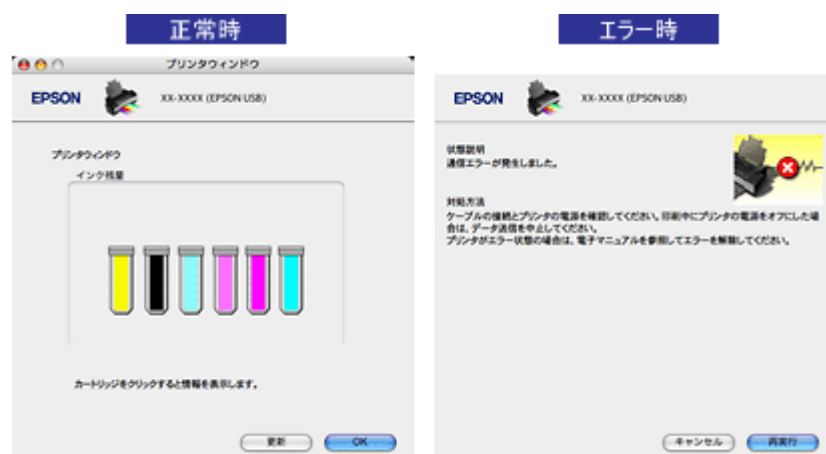 正常時
プリンタウィンドウ
EPSON
XX-XXXX (EPSON USB)
プリンタウィンドウ
インク残量
カートリッジをクリックすると情報を表示します。
更新
OK
エラー時
EPSON
XX-XXXX (EPSON USB)
状態説明
通信エラーが発生しました。
対処方法
ケーブルの接続とプリンタの電源を確認してください。印刷中にプリンタの電源をオフにした場
合は、データ送信を中止してください。
プリンタがエラー状態の場合は、電子マニュアルを参照してエラーを解除してください。
キャンセル
再実行